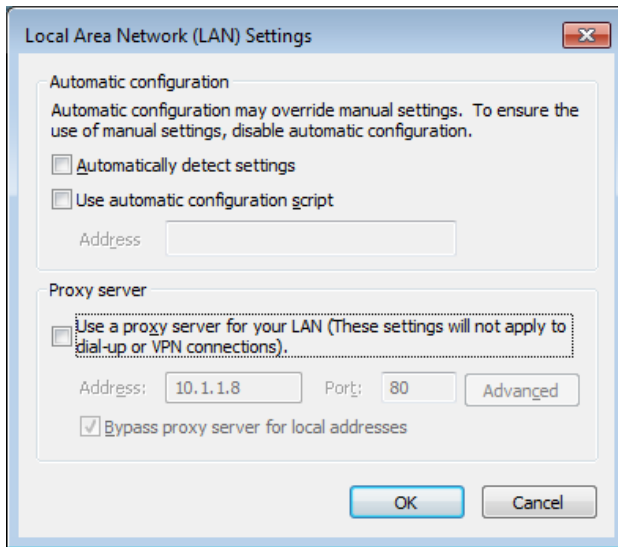 Local Area Network (LAN) Settings
Automatic configuration
Automatic configuration may override manual settings.  To ensure the
use of manual settings, disable automatic configuration.
Automatically detect settings
Use automatic configuration script
Address
Proxy server
Use a proxy server for your LAN (These settings will not apply to
dial-up or VPN connections).
Address: 10.1.1.8 Port: 80 Advanced
Bypass proxy server for local addresses
OK Cancel